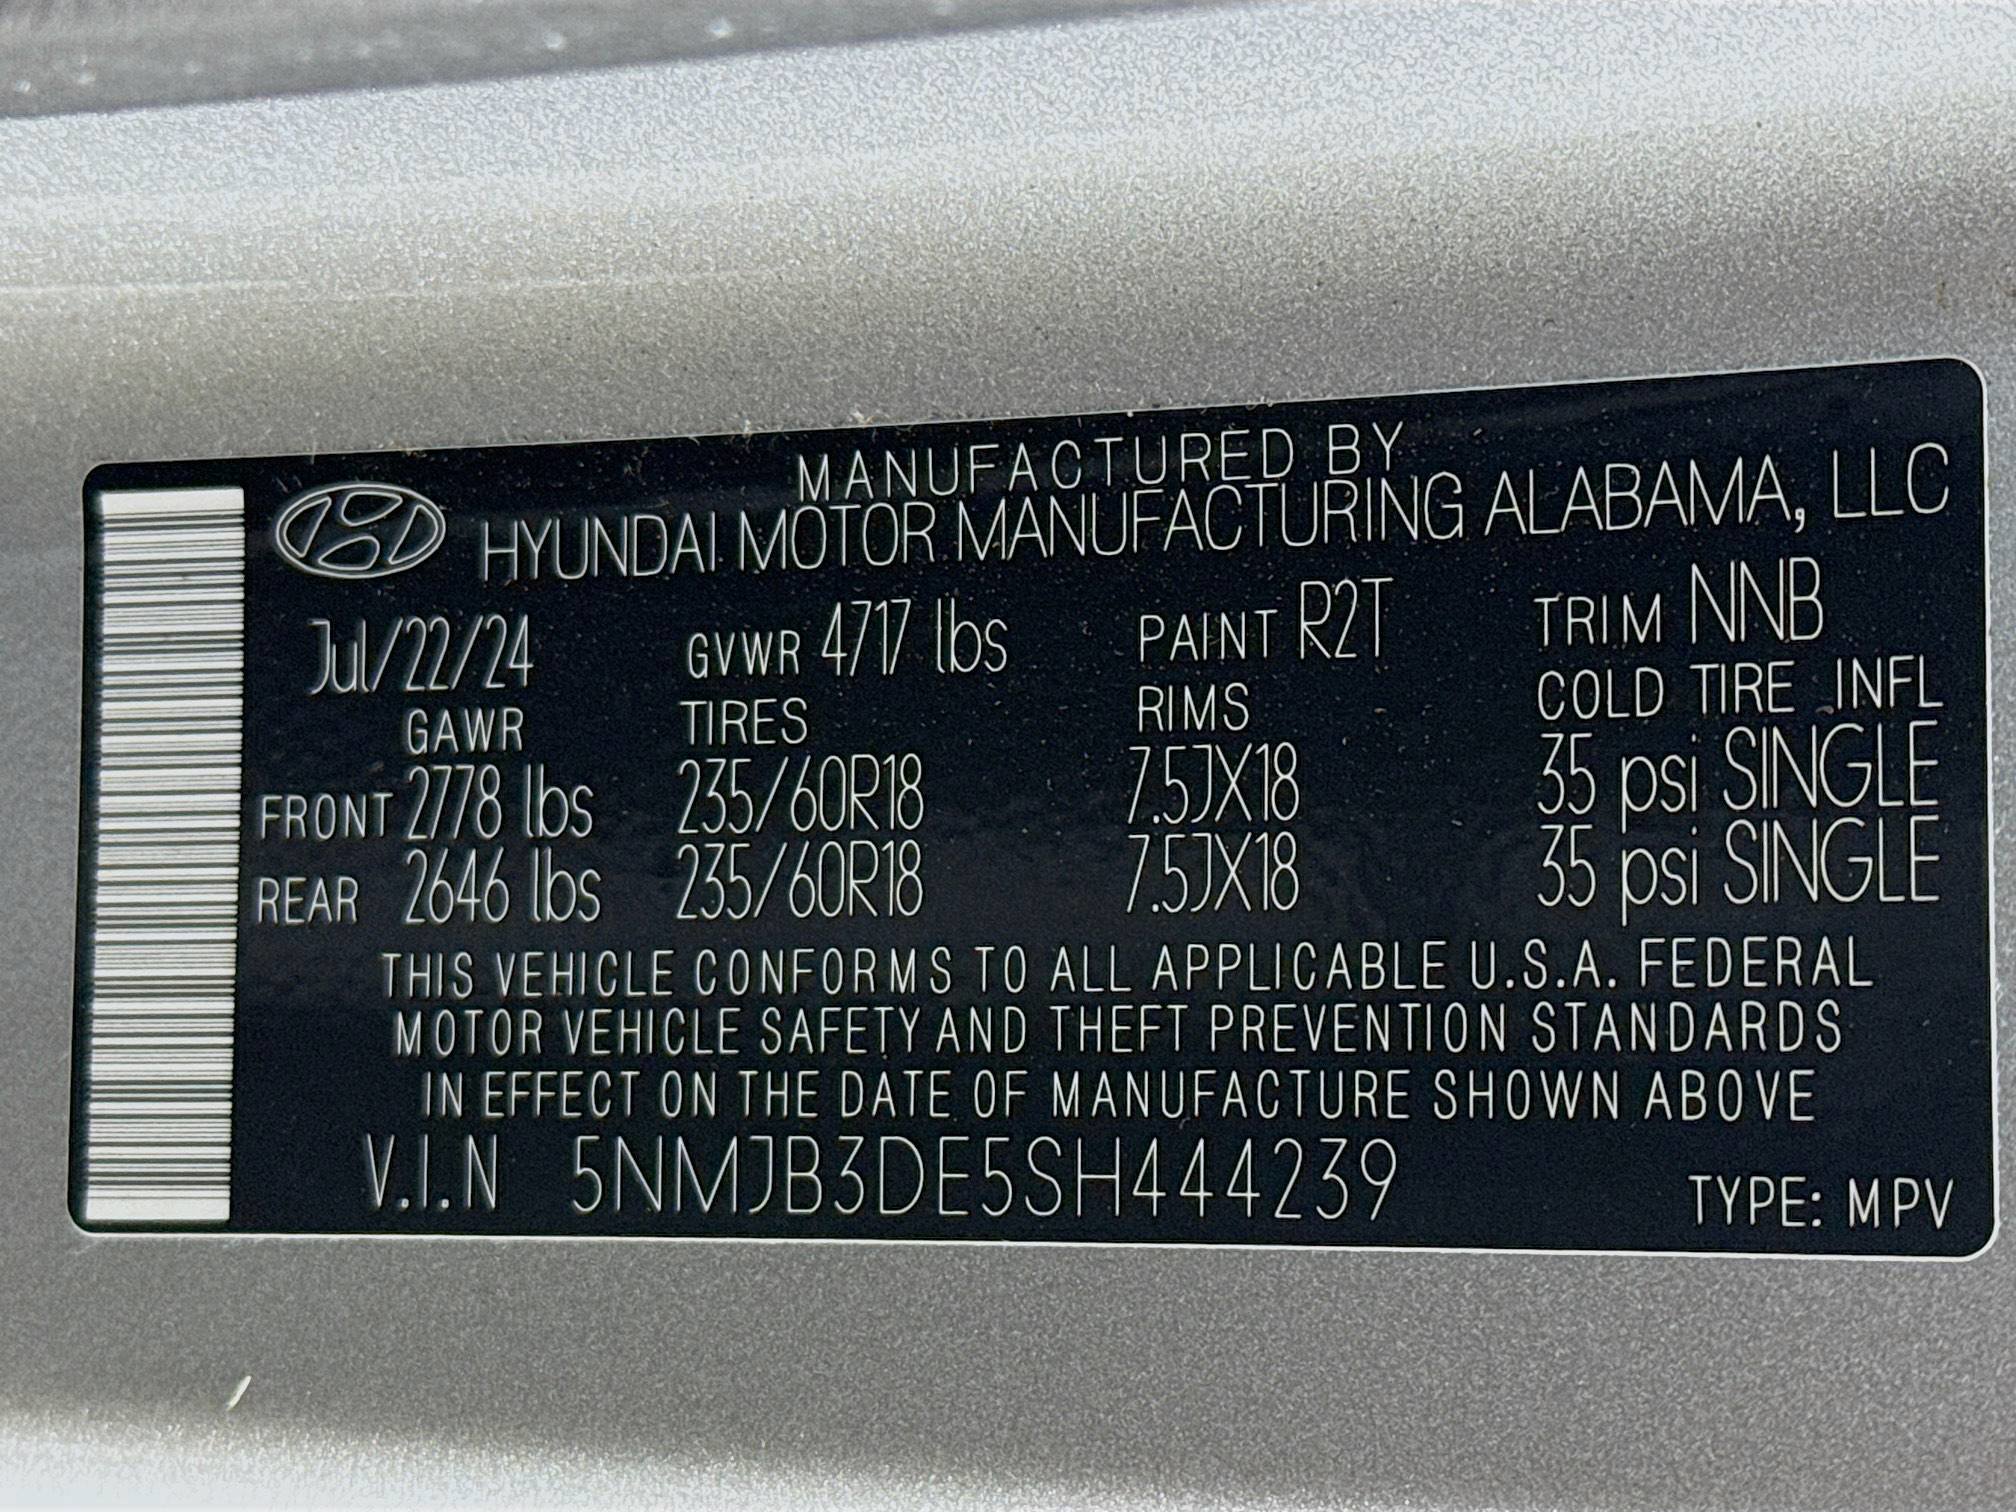 MANUFACTURED BY
HYUNDAI MOTOR MANUFACTURING ALABAMA, LLC
Jul/22/24 GVWR 4717 lbs PAINT R2T TRIM NNB
GAWR TIRES RIMS COLD TIRE INFL
FRONT 2778 lbs 235/60R18 7.5JX18 35 psi SINGLE
REAR 2646 lbs 235/60R18 7.5JX18 35 psi SINGLE
THIS VEHICLE CONFORMS TO ALL APPLICABLE U.S.A. FEDERAL
MOTOR VEHICLE SAFETY AND THEFT PREVENTION STANDARDS
IN EFFECT ON THE DATE OF MANUFACTURE SHOWN ABOVE
V.I.N 5NMJB3DE5SH444239 TYPE: MPV